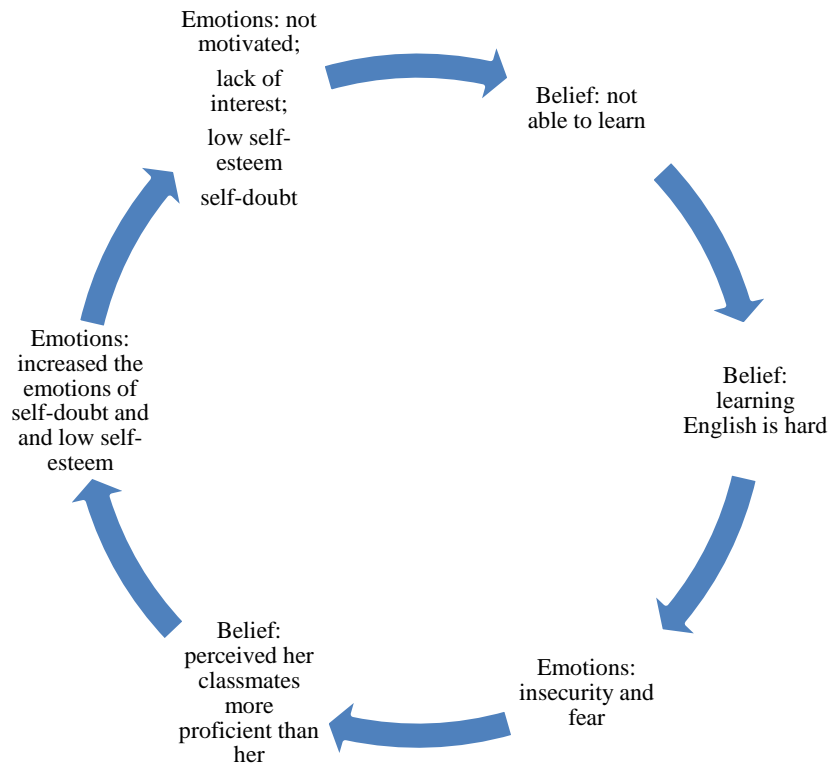 Emotions: not
motivated;
lack of
interest;
low self-
esteem
self-doubt
Belief: not
able to learn
Belief:
learning
English is hard
Emotions:
insecurity and
fear
Belief:
perceived her
classmates
more
proficient than
her
Emotions:
increased the
emotions of
self-doubt and
and low self-
esteem